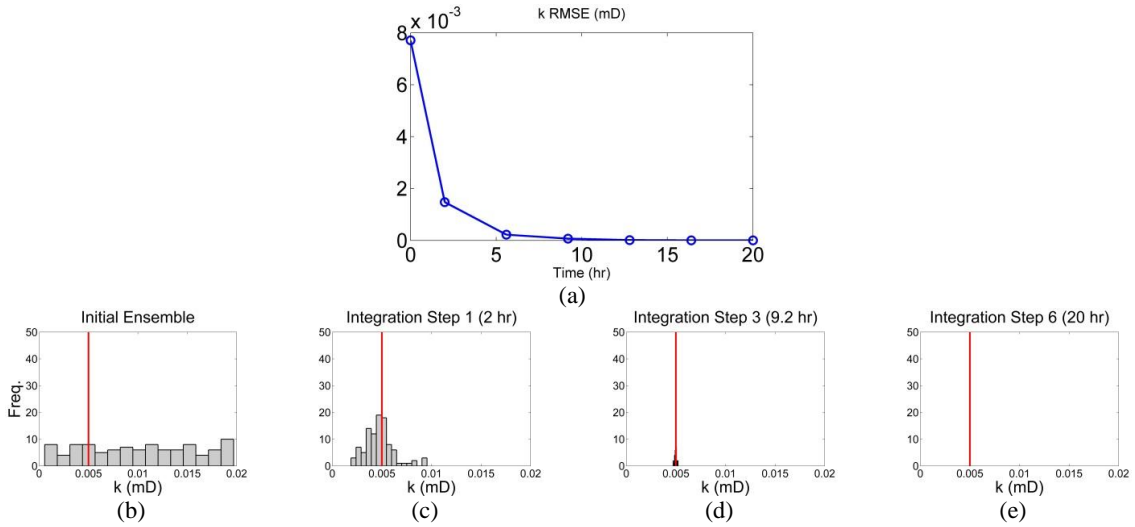 k RMSE (mD)
8 x 10⁻³
6
4
2
0
0 5 10 15 20
Time (hr)
(a)
Initial Ensemble
Freq.
50
40
30
20
10
0
0 0.005 0.01 0.015 0.02
k (mD)
(b)
Integration Step 1 (2 hr)
50
40
30
20
10
0
0 0.005 0.01 0.015 0.02
k (mD)
(c)
Integration Step 3 (9.2 hr)
50
40
30
20
10
0
0 0.005 0.01 0.015 0.02
k (mD)
(d)
Integration Step 6 (20 hr)
50
40
30
20
10
0
0 0.005 0.01 0.015 0.02
k (mD)
(e)